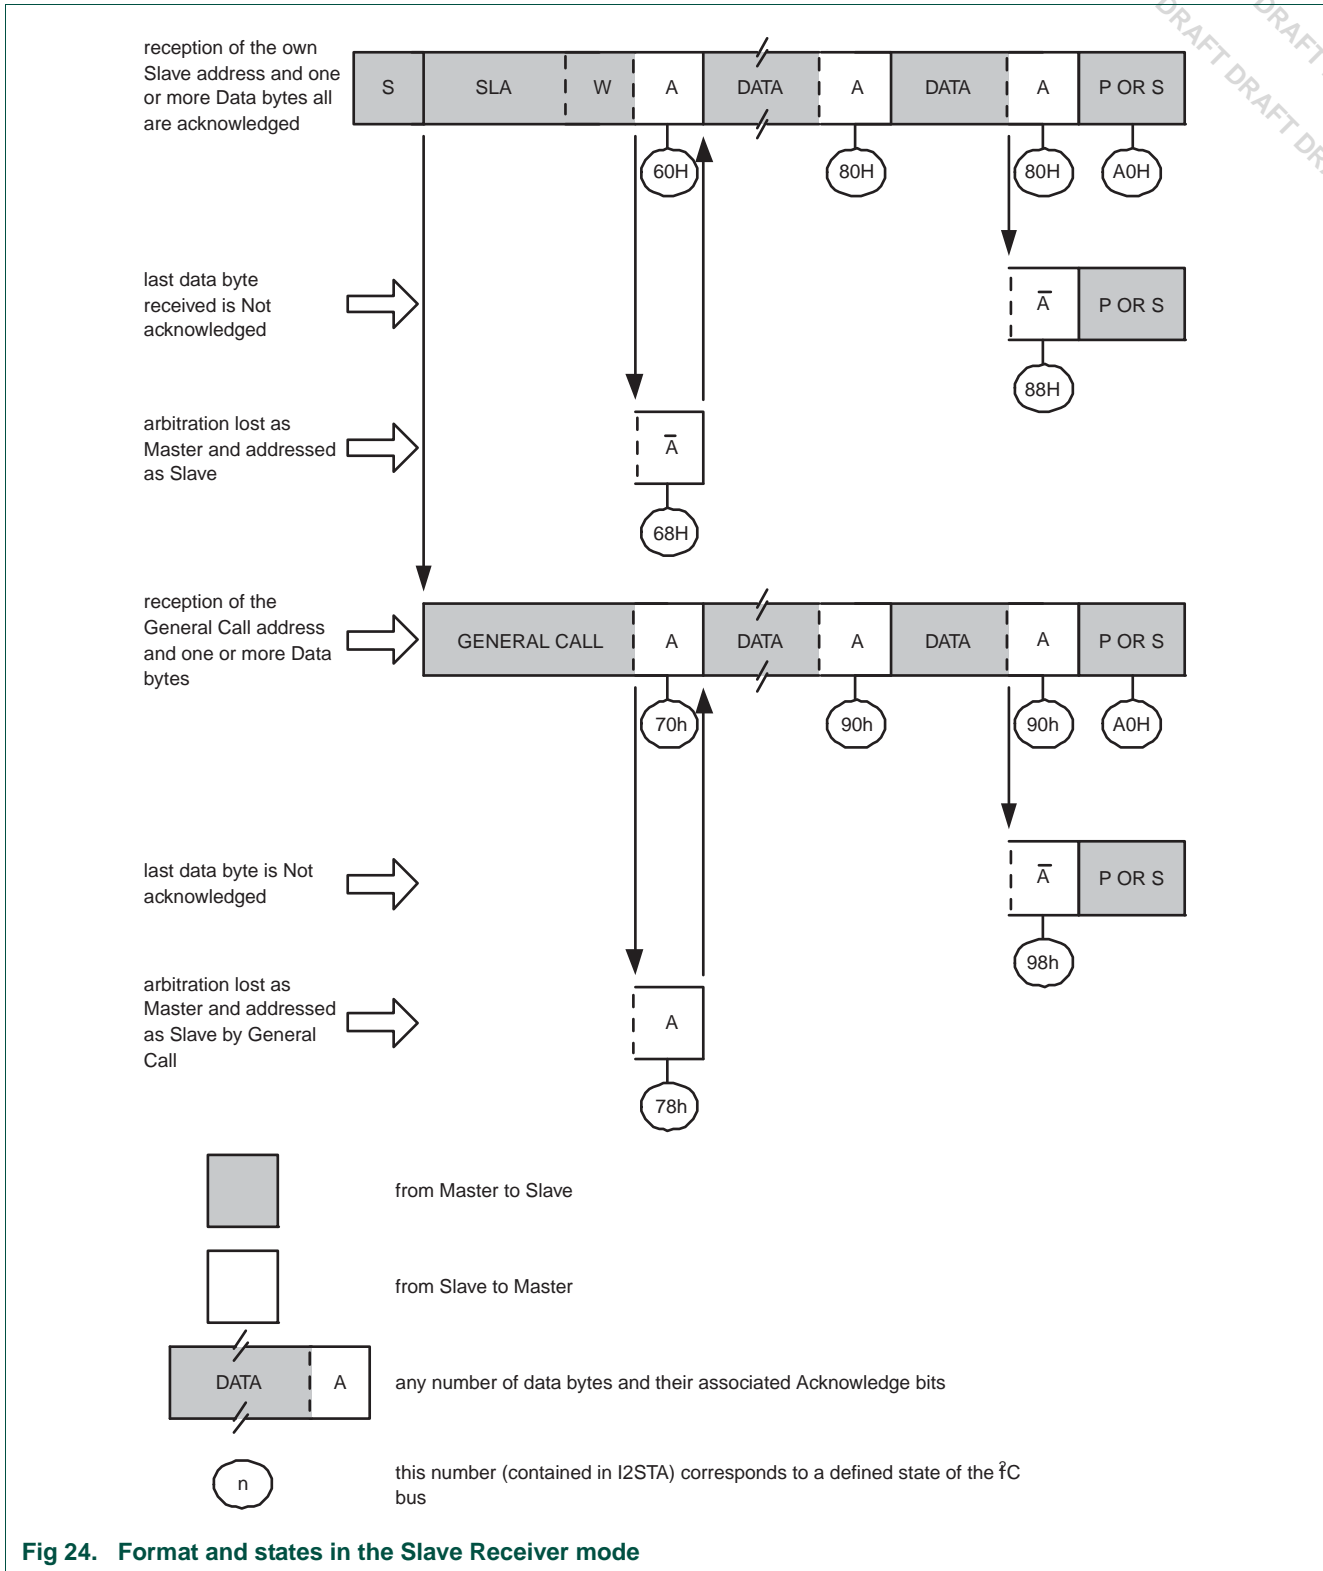 DRAFT DRAFT DRA
DRAFT
reception of the own
Slave address and one
or more Data bytes all
are acknowledged
S SLA W A DATA A DATA A P OR S
60H 80H 80H A0H
last data byte
received is Not
acknowledged
A̅ P OR S
88H
arbitration lost as
Master and addressed
as Slave
A̅
68H
reception of the
General Call address
and one or more Data
bytes
GENERAL CALL A DATA A DATA A P OR S
70h 90h 90h A0H
last data byte is Not
acknowledged
A̅ P OR S
98h
arbitration lost as
Master and addressed
as Slave by General
Call
A
78h
from Master to Slave
from Slave to Master
DATA A any number of data bytes and their associated Acknowledge bits
n this number (contained in I2STA) corresponds to a defined state of the I²C
bus
Fig 24. Format and states in the Slave Receiver mode